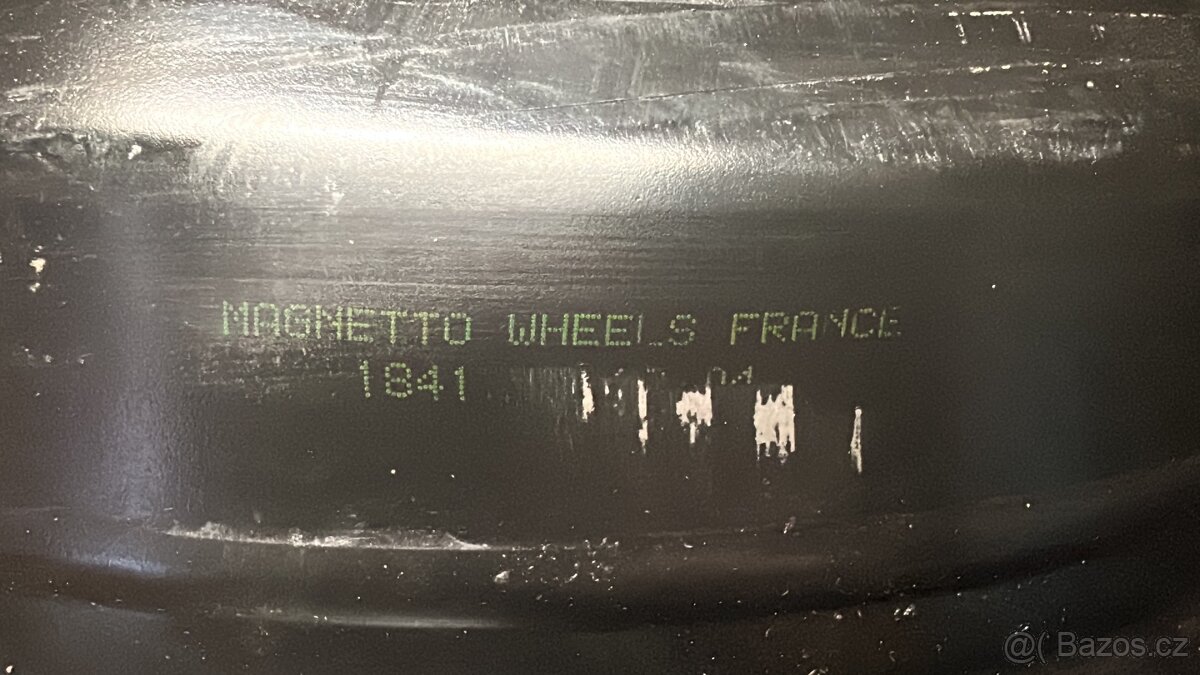 MAGNETTO WHEELS FRANCE
1841
@( Bazos.cz